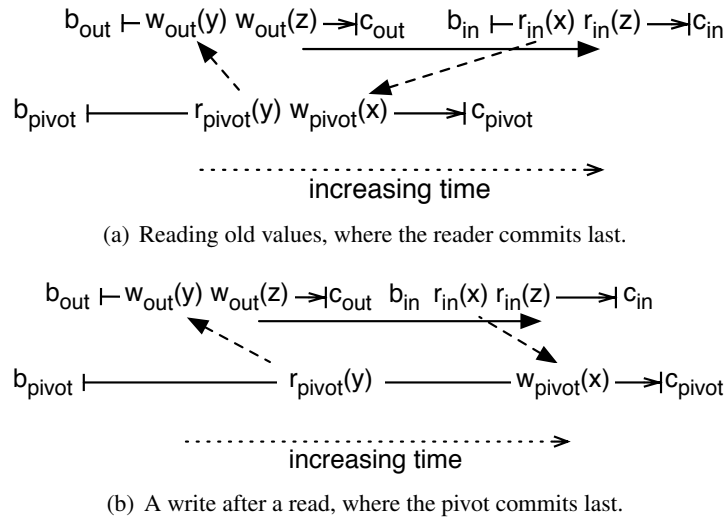 b_out w_out(y) w_out(z) c_out b_in r_in(x) r_in(z) c_in
b_pivot r_pivot(y) w_pivot(x) c_pivot
increasing time
(a) Reading old values, where the reader commits last.
b_out w_out(y) w_out(z) c_out b_in r_in(x) r_in(z) c_in
b_pivot r_pivot(y) w_pivot(x) c_pivot
increasing time
(b) A write after a read, where the pivot commits last.